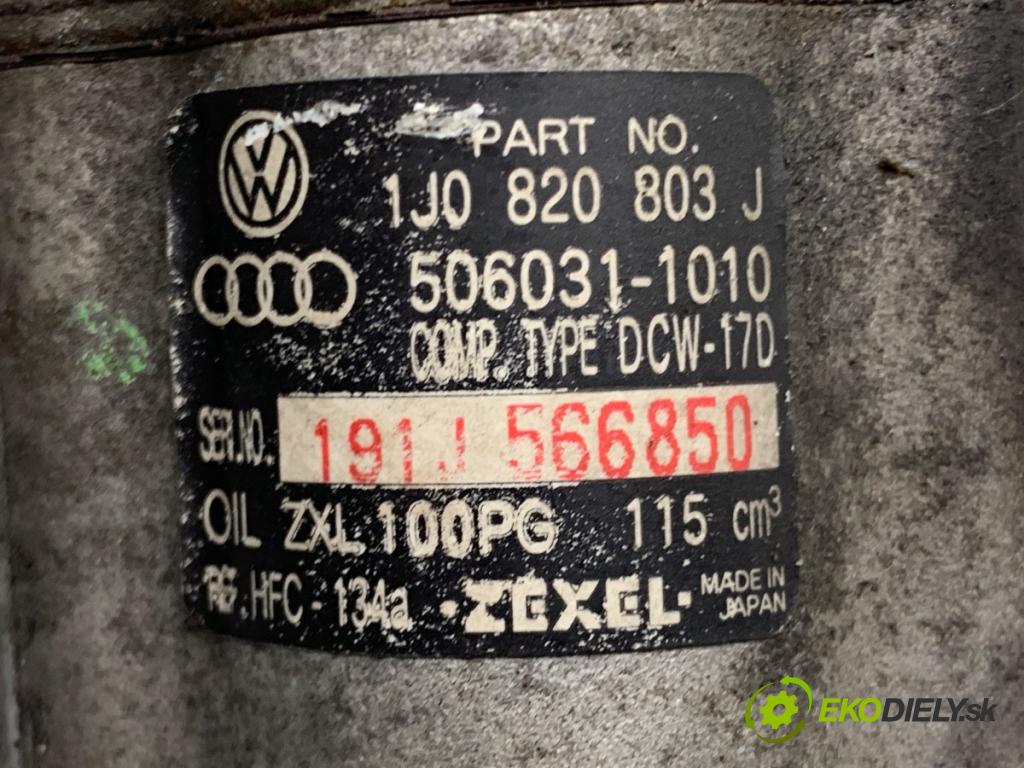 PART NO.
1J0 820 803 J
506031-1010
COMP. TYPE DCW-17D
SER.NO. 191J 566850
OIL ZXL 100PG 115 cm³
REF. HFC-134a ·ZEXEL· MADE IN JAPAN
EKODIELY.sk